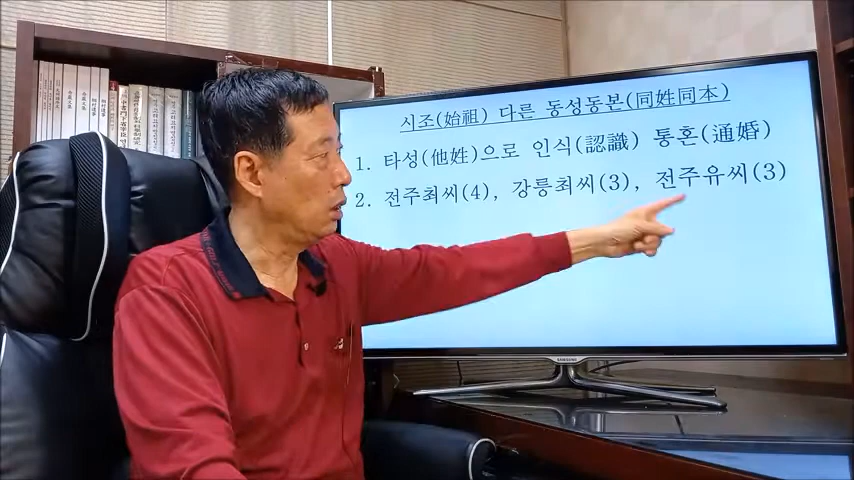 시조(始祖) 다른 동성동본(同姓同本)
1. 타성(他姓)으로 인식(認識) 통혼(通婚)
2. 전주최씨(4), 강릉최씨(3), 전주유씨(3)
SAMSUNG